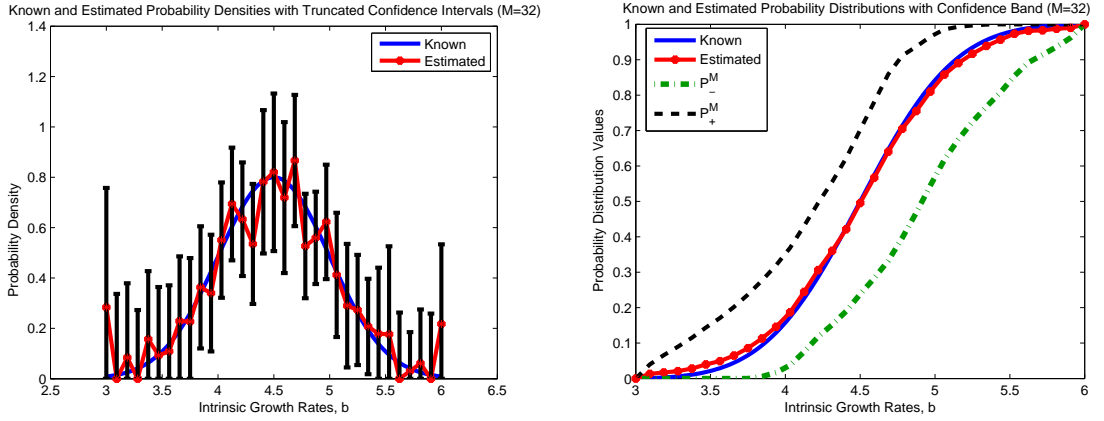 Known and Estimated Probability Densities with Truncated Confidence Intervals (M=32)
1.4
1.2
1
0.8
0.6
0.4
0.2
0
Probability Density
2.5 3 3.5 4 4.5 5 5.5 6 6.5
Intrinsic Growth Rates, b
Known
Estimated
Known and Estimated Probability Distributions with Confidence Band (M=32)
1
0.9
0.8
0.7
0.6
0.5
0.4
0.3
0.2
0.1
0
Probability Distribution Values
3 3.5 4 4.5 5 5.5 6
Intrinsic Growth Rates, b
Known
Estimated
P_-^M
P_+^M